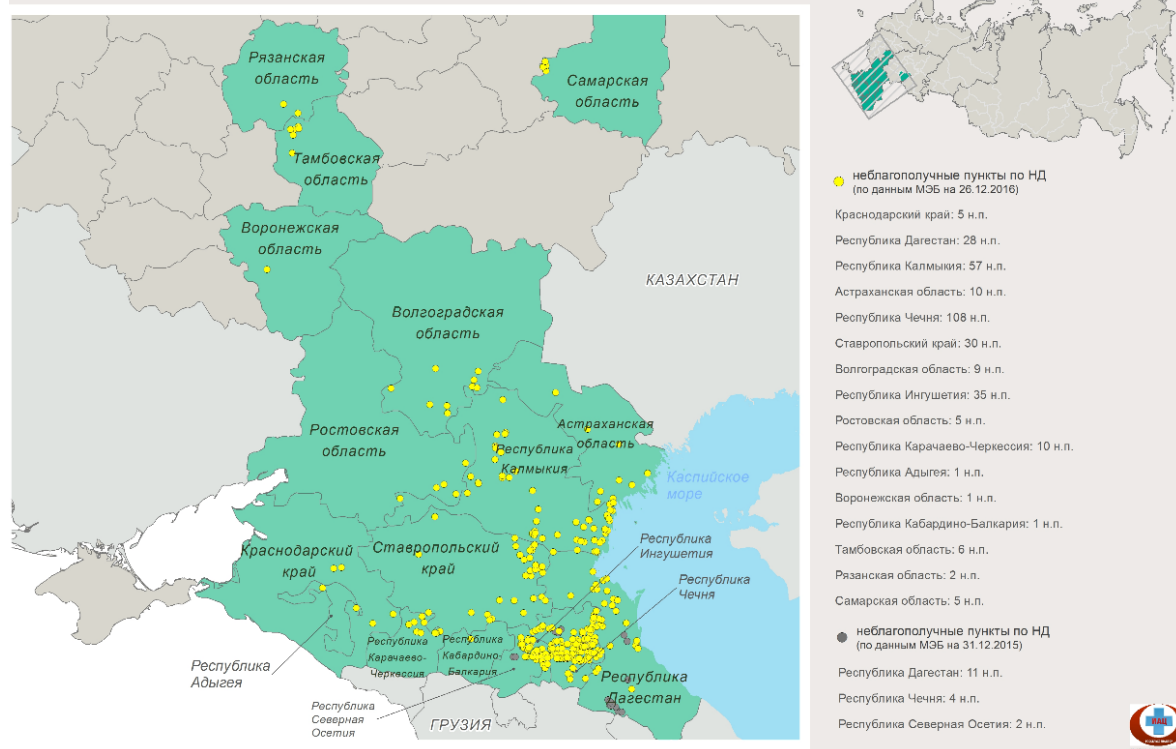 Рязанская
область
Самарская
область
Тамбовская
область
Воронежская
область
КАЗАХСТАН
Волгоградская
область
Ростовская
область
Астраханская
область
Республика
Калмыкия
Каспийское
море
Республика
Ингушетия
Краснодарский
край
Ставропольский
край
Республика
Чечня
Республика
Карачаево-
Черкессия
Республика
Кабардино-
Балкария
Республика
Адыгея
Республика
Дагестан
Республика
Северная
Осетия
ГРУЗИЯ
неблагополучные пункты по НД
(по данным МЭБ на 26.12.2016)
Краснодарский край: 5 н.п.
Республика Дагестан: 28 н.п.
Республика Калмыкия: 57 н.п.
Астраханская область: 10 н.п.
Республика Чечня: 108 н.п.
Ставропольский край: 30 н.п.
Волгоградская область: 9 н.п.
Республика Ингушетия: 35 н.п.
Ростовская область: 5 н.п.
Республика Карачаево-Черкессия: 10 н.п.
Республика Адыгея: 1 н.п.
Воронежская область: 1 н.п.
Республика Кабардино-Балкария: 1 н.п.
Тамбовская область: 6 н.п.
Рязанская область: 2 н.п.
Самарская область: 5 н.п.
неблагополучные пункты по НД
(по данным МЭБ на 31.12.2015)
Республика Дагестан: 11 н.п.
Республика Чечня: 4 н.п.
Республика Северная Осетия: 2 н.п.
ИАЦ